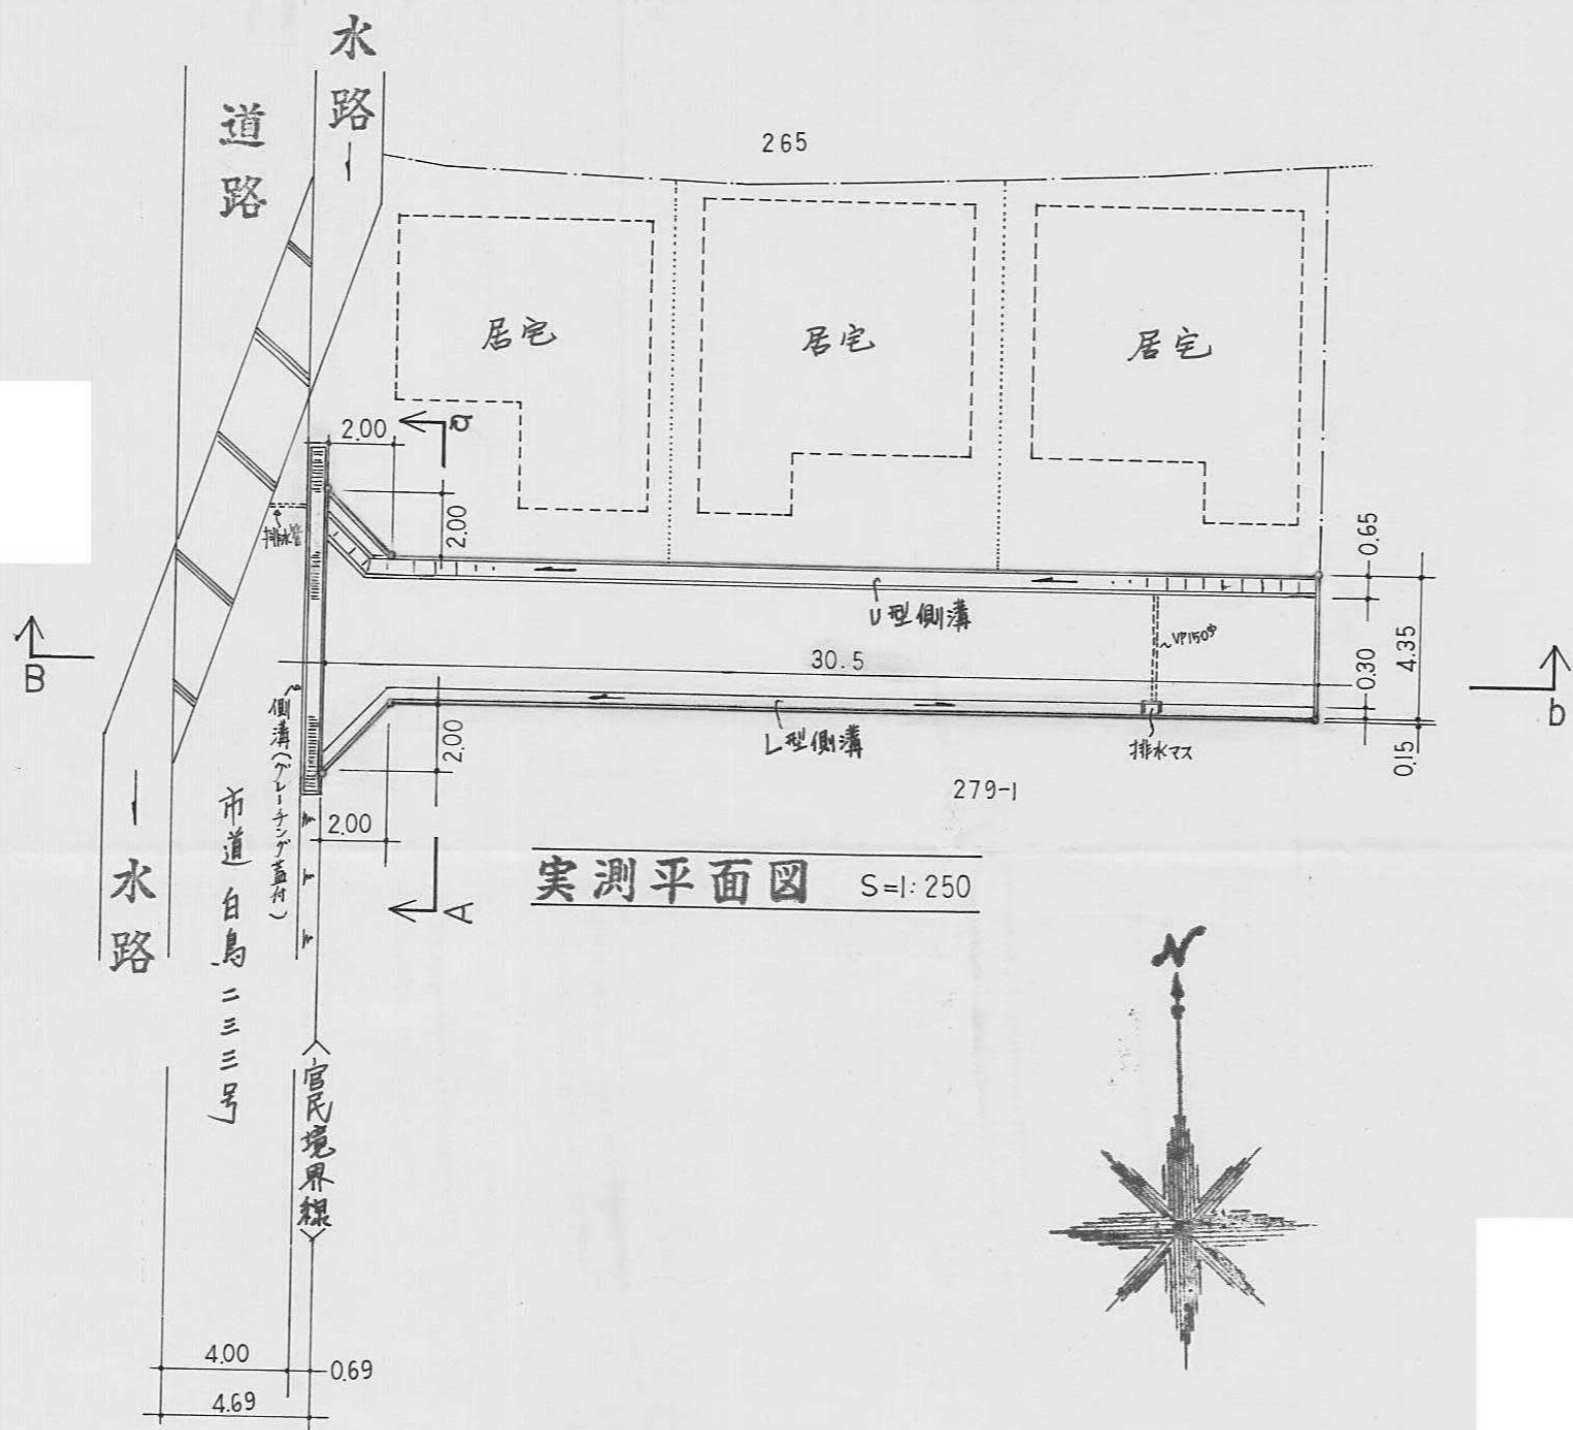 水路
道路
265
居宅
居宅
居宅
2.00
a
2.00
排水管
0.65
U型側溝
VP150φ
B
30.5
0.30
4.35
b
L型側溝
排水マス
0.15
側溝(グレーチング蓋付)
2.00
279-1
2.00
A
市道白鳥二三三号
水路
実測平面図 S=1:250
N
官民境界線
4.00
0.69
4.69